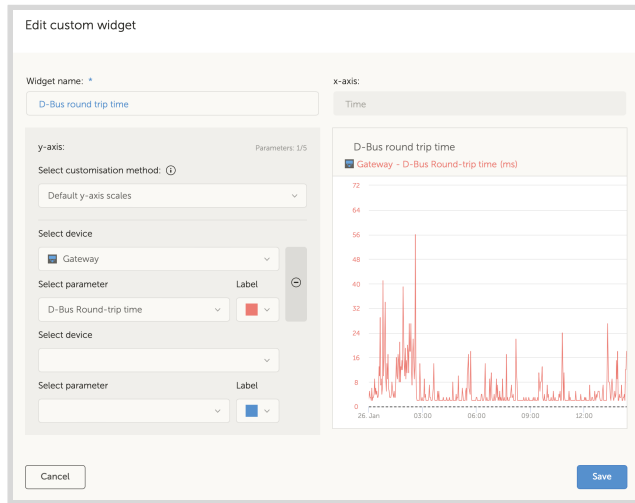 Edit custom widget
Widget name: *
D-Bus round trip time
x-axis:
Time
y-axis:
Parameters: 1/5
Select customisation method:
Default y-axis scales
Select device
Gateway
Select parameter
Label
D-Bus Round-trip time
Select device
Select parameter
Label
D-Bus round trip time
Gateway - D-Bus Round-trip time (ms)
72
64
56
48
40
32
24
16
8
0
26. Jan
03:00
06:00
09:00
12:00
Cancel
Save